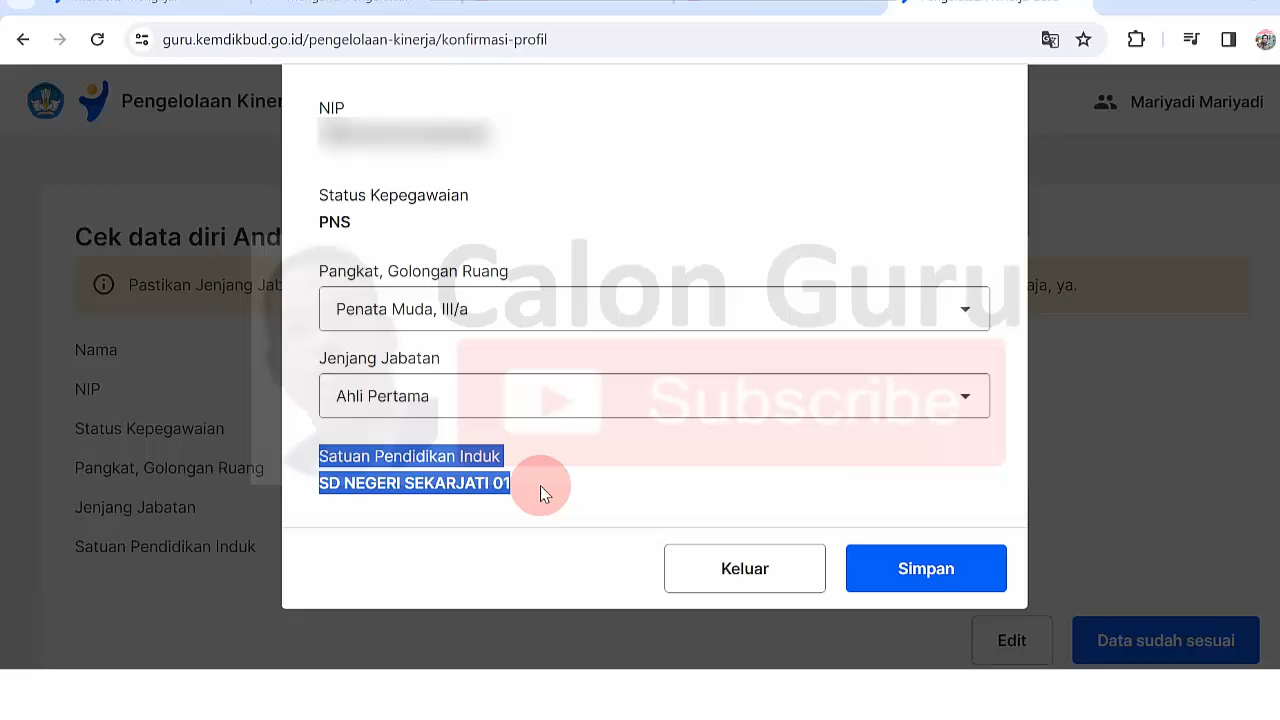 guru.kemdikbud.go.id/pengelolaan-kinerja/konfirmasi-profil
Pengelolaan Kiner
Mariyadi Mariyadi
NIP
Status Kepegawaian
PNS
Cek data diri And
Pangkat, Golongan Ruang
Calon Guru
Pastikan Jenjang Jab
aja, ya.
Penata Muda, III/a
Nama
Jenjang Jabatan
NIP
Ahli Pertama
Subscribe
Status Kepegawaian
Satuan Pendidikan Induk
Pangkat, Golongan Ruang
SD NEGERI SEKARJATI 01
Jenjang Jabatan
Satuan Pendidikan Induk
Keluar
Simpan
Edit
Data sudah sesuai